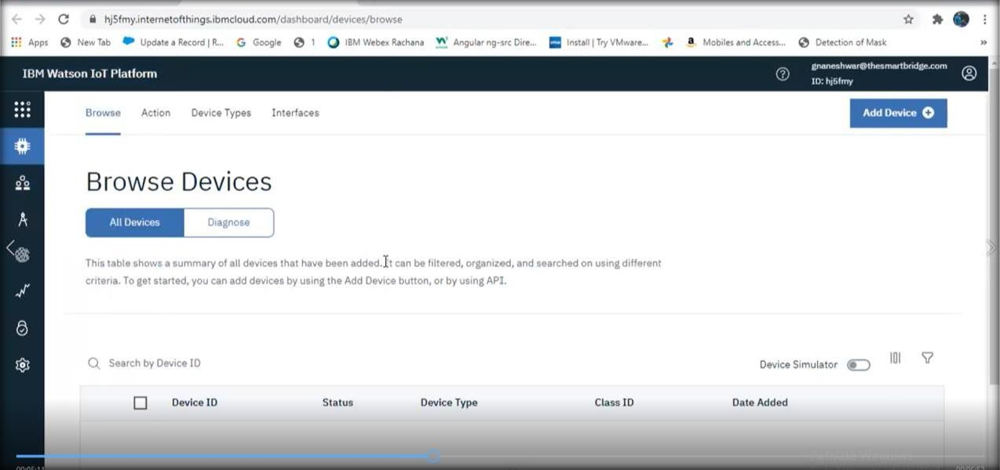 hj5fmy.internetofthings.ibmcloud.com/dashboard/devices/browse
Apps New Tab Update a Record | R... Google 1 IBM Webex Rachana Angular ng-src Dire... Install | Try VMware... Mobiles and Access... Detection of Mask »
IBM Watson IoT Platform
gnaneshwar@thesmartbridge.com
ID: hj5fmy
Browse Action Device Types Interfaces Add Device
Browse Devices
All Devices Diagnose
This table shows a summary of all devices that have been added. It can be filtered, organized, and searched on using different
criteria. To get started, you can add devices by using the Add Device button, or by using API.
Search by Device ID Device Simulator
Device ID Status Device Type Class ID Date Added
Activate Windows